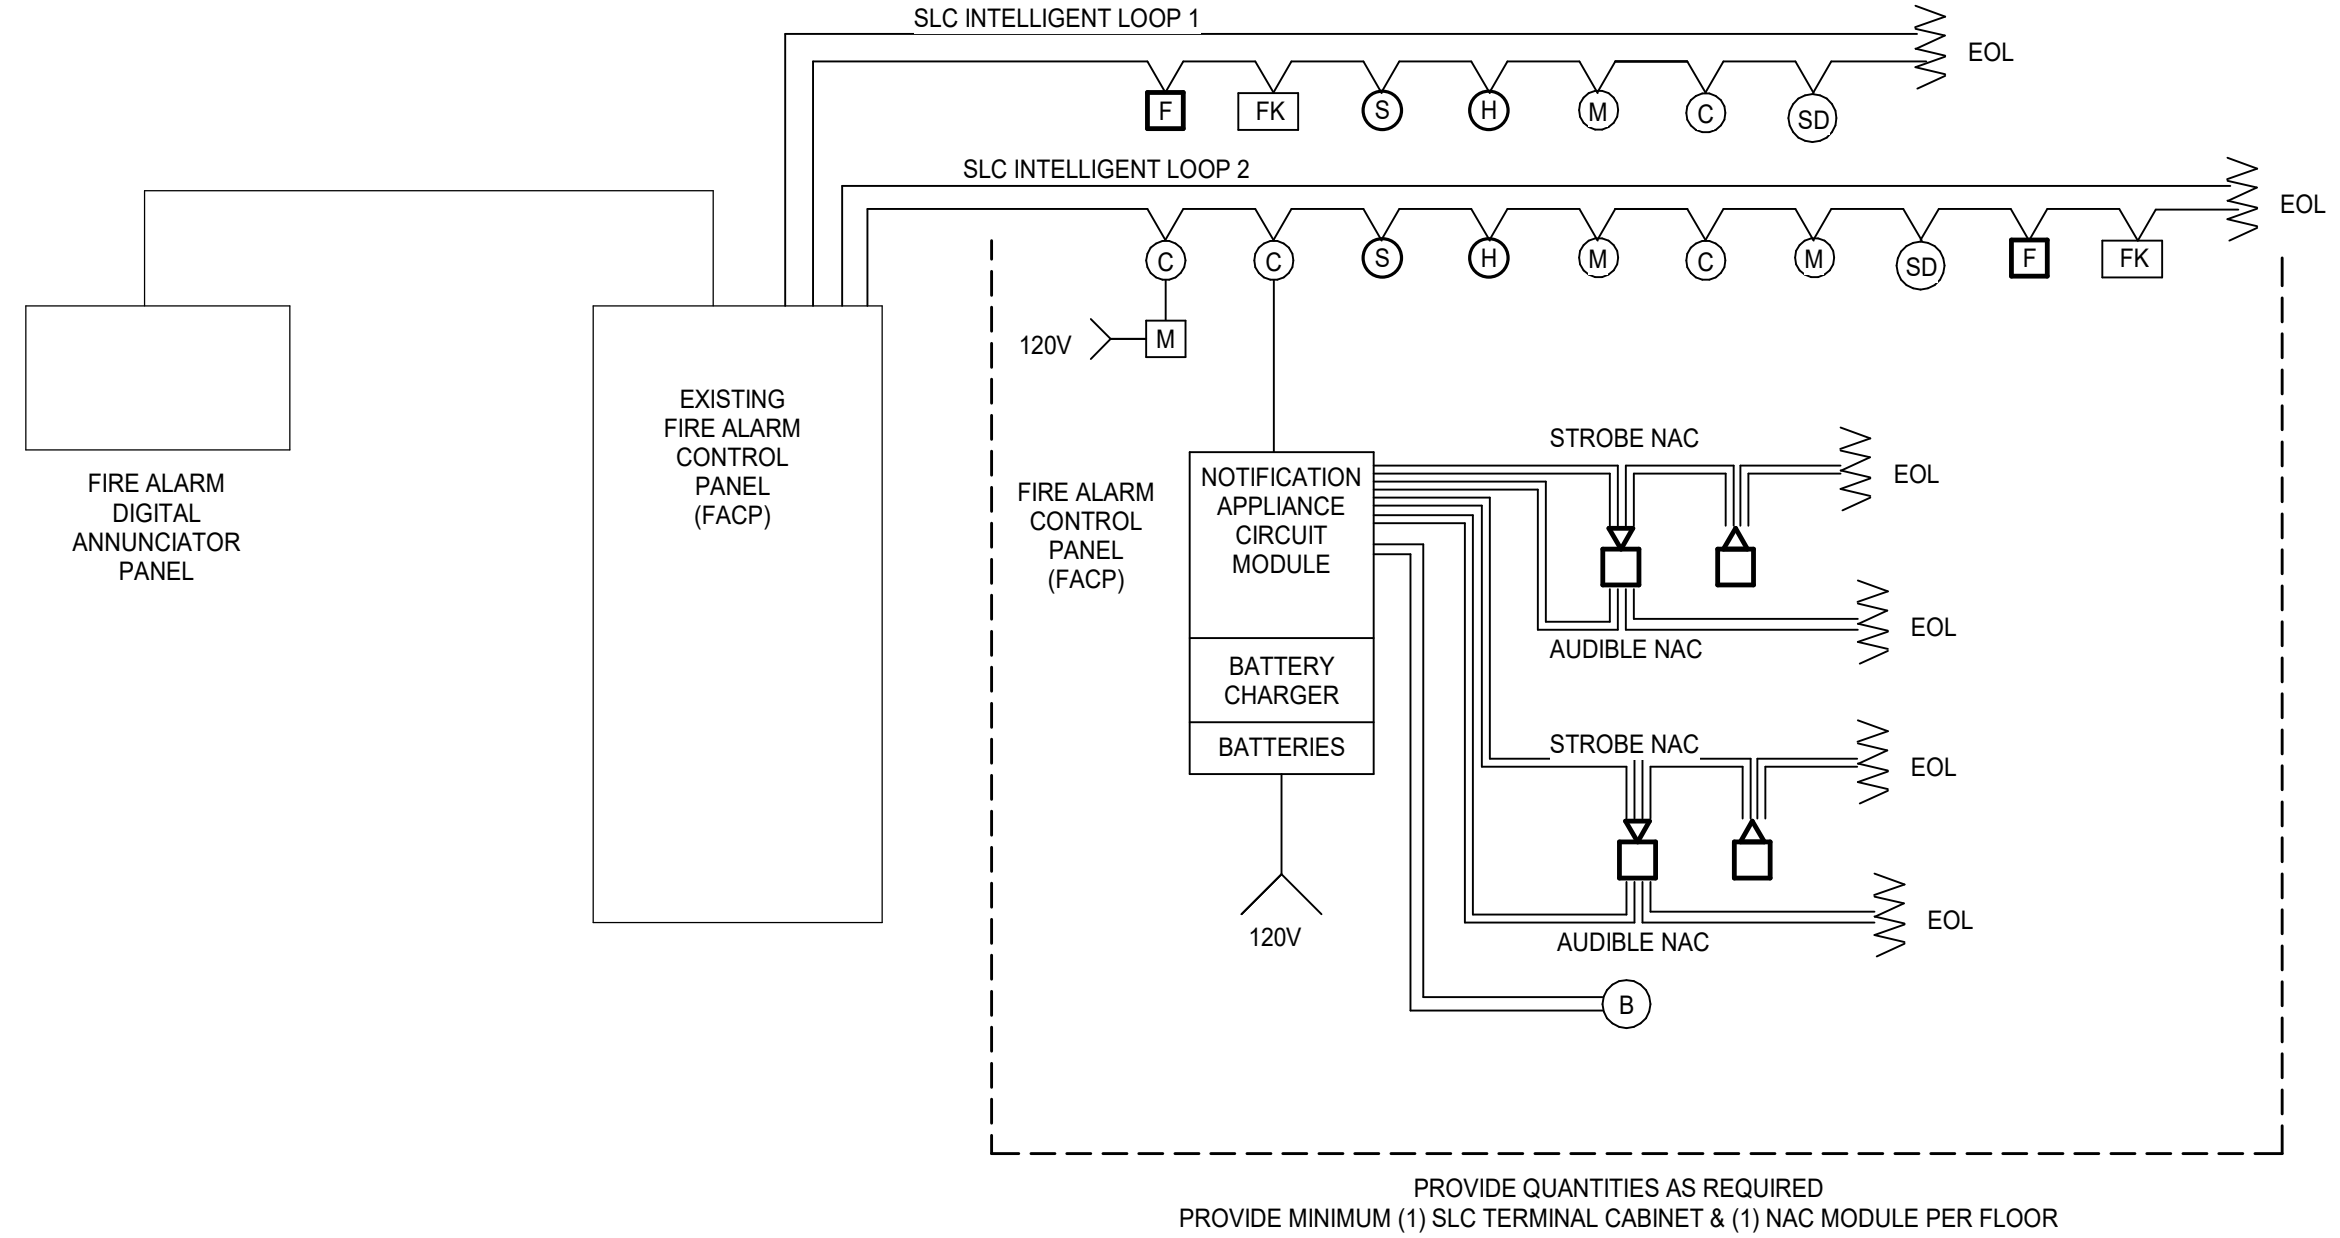 SLC INTELLIGENT LOOP 1
EOL
F
FK
S
H
M
C
SD
SLC INTELLIGENT LOOP 2
EOL
C
C
S
H
M
C
M
SD
F
FK
120V
M
EXISTING
FIRE ALARM
CONTROL
PANEL
(FACP)
FIRE ALARM
DIGITAL
ANNUNCIATOR
PANEL
FIRE ALARM
CONTROL
PANEL
(FACP)
NOTIFICATION
APPLIANCE
CIRCUIT
MODULE
BATTERY
CHARGER
BATTERIES
120V
STROBE NAC
EOL
EOL
AUDIBLE NAC
STROBE NAC
EOL
EOL
AUDIBLE NAC
B
PROVIDE QUANTITIES AS REQUIRED
PROVIDE MINIMUM (1) SLC TERMINAL CABINET & (1) NAC MODULE PER FLOOR